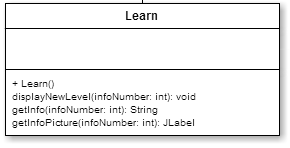 Learn
+ Learn()
displayNewLevel(infoNumber: int): void
getInfo(infoNumber: int): String
getInfoPicture(infoNumber: int): JLabel